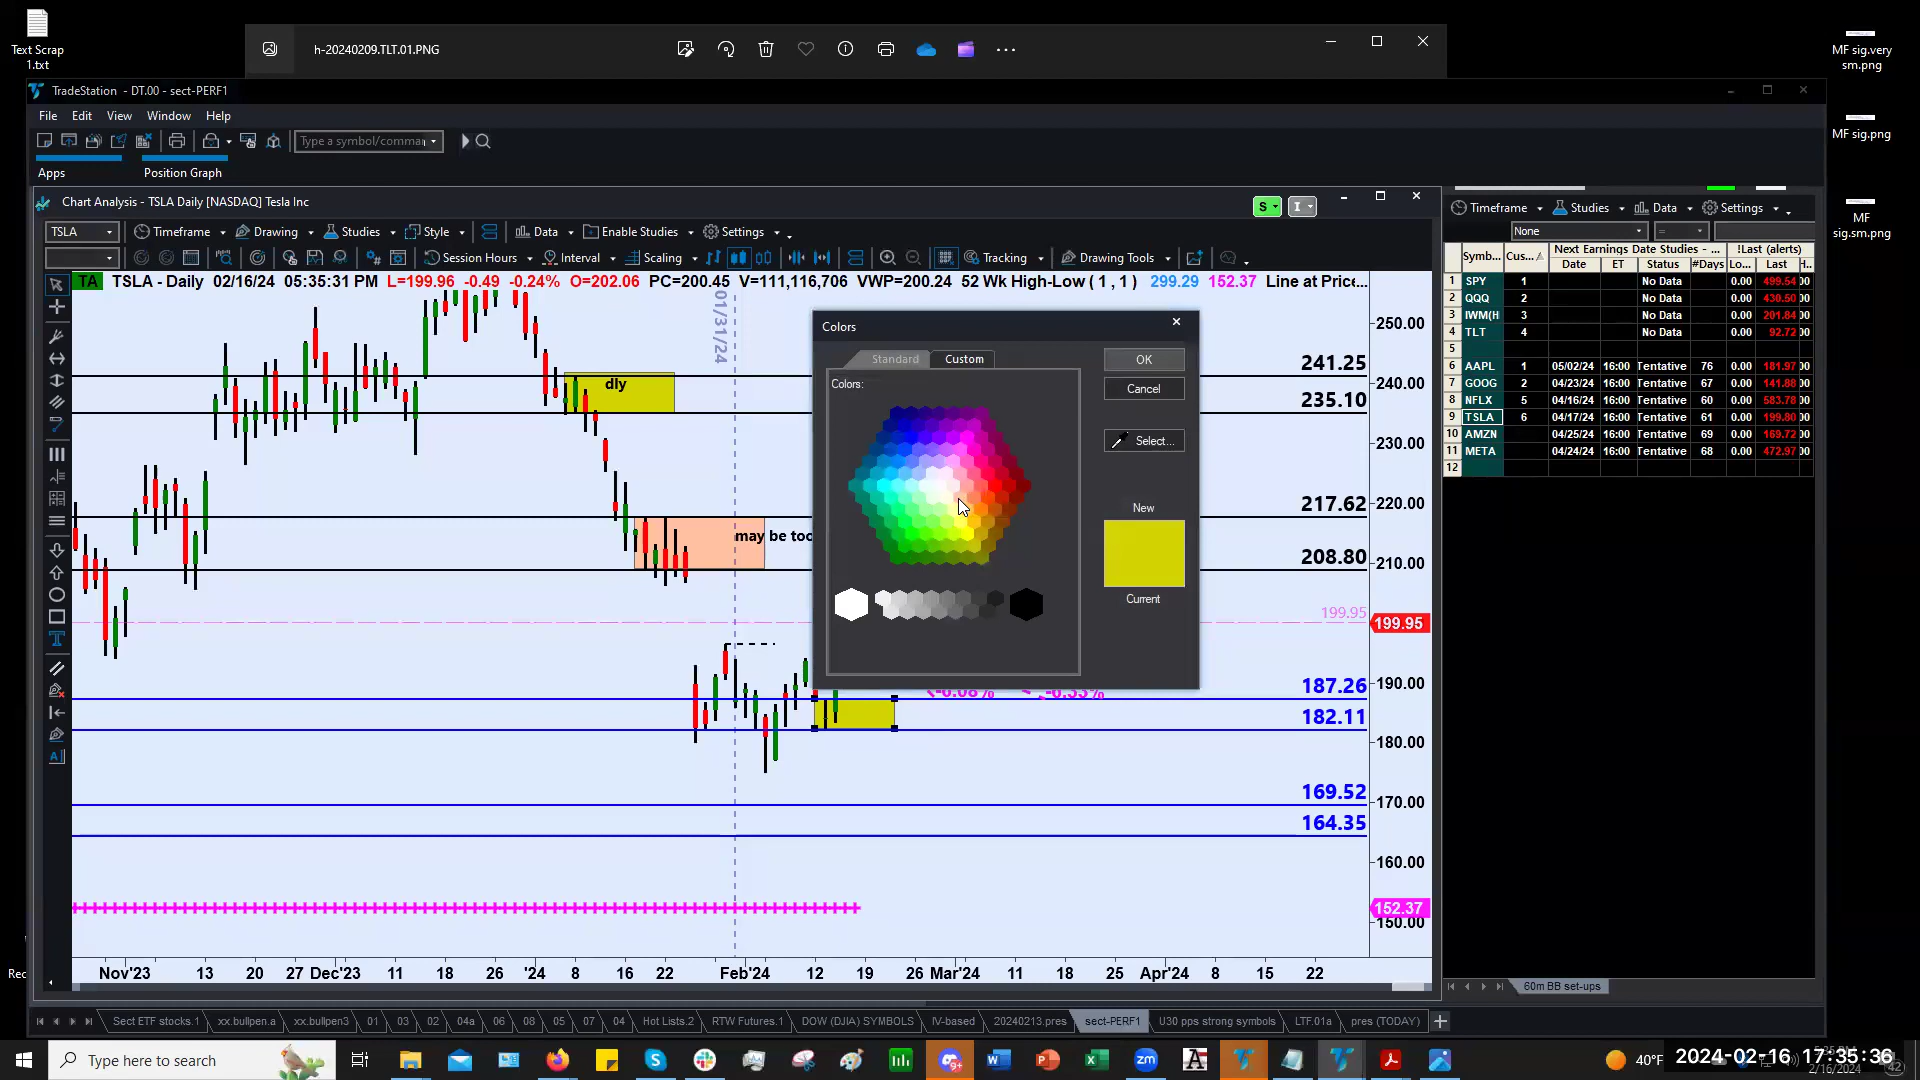 Text Scrap
1.txt
h-20240209.TLT.01.PNG
MF sig.very
sm.png
MF sig.png
MF
sig.sm.png
TradeStation - DT.00 - sect-PERF1
File Edit View Window Help
Apps Position Graph
Chart Analysis - TSLA Daily [NASDAQ] Tesla Inc
S I
TSLA Timeframe Drawing Studies Style Data Enable Studies Settings
Session Hours Interval Scaling Tracking Drawing Tools
TA TSLA - Daily 02/16/24 05:35:31 PM L=199.96 -0.49 -0.24% O=202.06 PC=200.45 V=111,116,706 VWP=200.24 52 Wk High-Low ( 1 , 1 ) 299.29 152.37 Line at Price...
01/31/24
dly
may be too
241.25
235.10
217.62
208.80
199.95
187.26
182.11
169.52
164.35
-6.08% -6.33%
250.00
240.00
230.00
220.00
210.00
199.95
190.00
180.00
170.00
160.00
152.37
150.00
Nov'23 13 20 27 Dec'23 11 18 26 '24 8 16 22 Feb'24 12 19 26 Mar'24 11 18 25 Apr'24 8 15 22
Colors
Standard Custom
Colors:
OK
Cancel
Select...
New
Current
Timeframe Studies Data Settings
None =
Next Earnings Date Studies - ... !Last (alerts)
Symb... Cus... Date ET Status #Days Lo... Last
1 SPY 1 No Data 0.00 499.54
2 QQQ 2 No Data 0.00 430.50
3 IWM(H 3 No Data 0.00 201.84
4 TLT 4 No Data 0.00 92.72
5
6 AAPL 1 05/02/24 16:00 Tentative 76 0.00 181.97
7 GOOG 2 04/23/24 16:00 Tentative 67 0.00 141.88
8 NFLX 5 04/16/24 16:00 Tentative 60 0.00 583.78
9 TSLA 6 04/17/24 16:00 Tentative 61 0.00 199.80
10 AMZN 04/25/24 16:00 Tentative 69 0.00 169.72
11 META 04/24/24 16:00 Tentative 68 0.00 472.97
12
60m BB set-ups
Sect ETF stocks.1 xx.bullpen.a xx.bullpen3 01 03 02 04a 06 08 05 07 04 Hot Lists.2 RTW Futures.1 DOW (DJIA) SYMBOLS IV-based 20240213.pres sect-PERF1 U30 pps strong symbols LTF.01a pres (TODAY)
Type here to search
40°F
2024-02-16 17:35:36
2/16/2024